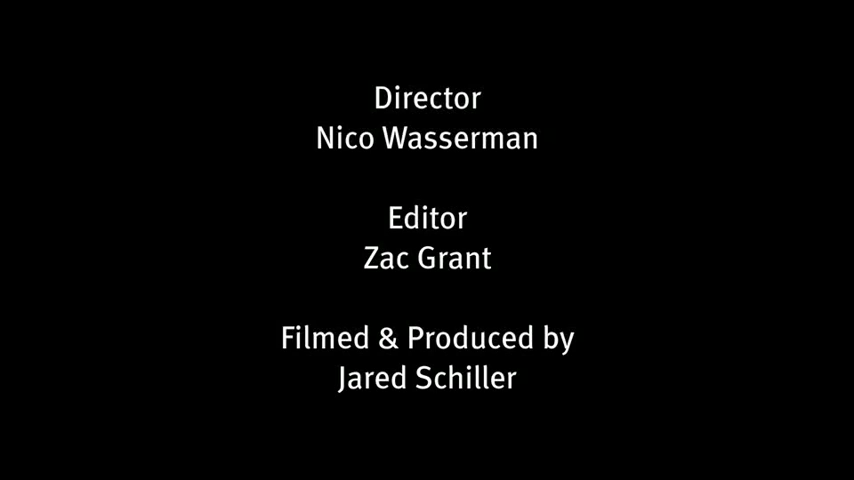 Director
Nico Wasserman
Editor
Zac Grant
Filmed & Produced by
Jared Schiller